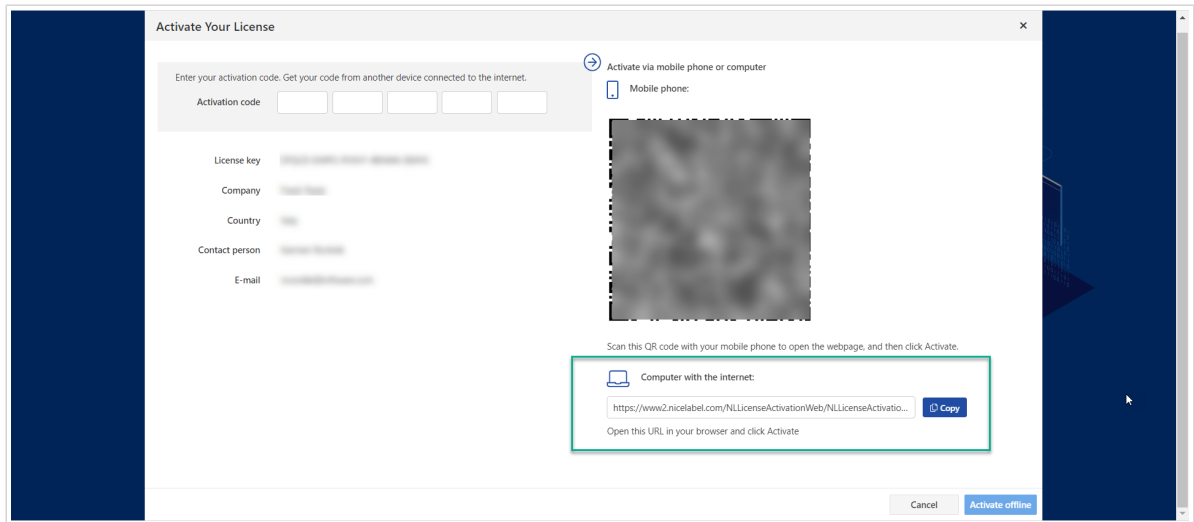 Activate Your License
Enter your activation code. Get your code from another device connected to the internet.
Activation code
License key
Company
Country
Contact person
E-mail
Activate via mobile phone or computer
Mobile phone:
Scan this QR code with your mobile phone to open the webpage, and then click Activate.
Computer with the internet:
https://www2.nicelabel.com/NLLicenseActivationWeb/NLLicenseActivatio...
Copy
Open this URL in your browser and click Activate
Cancel
Activate offline